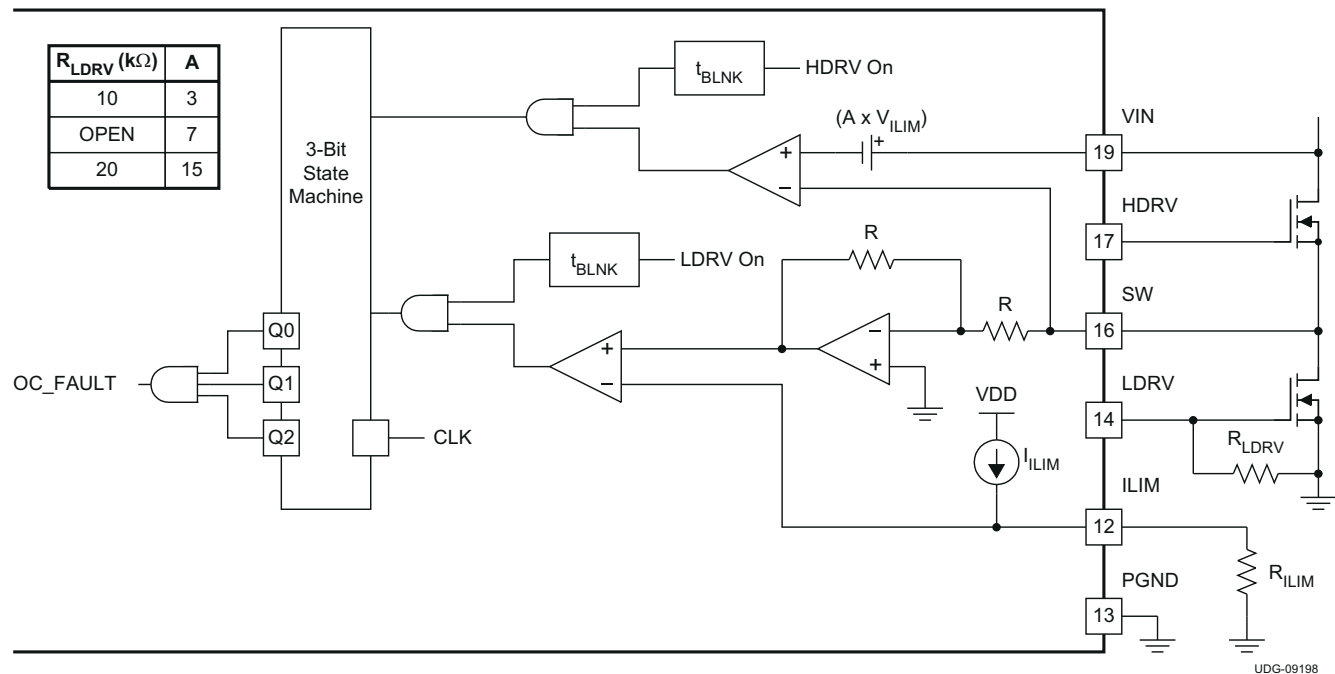 R_LDRV (kΩ) A
10 3
OPEN 7
20 15
3-Bit
State
Machine
t_BLNK
HDRV On
(A x V_ILIM)
+
+
–
VIN
19
HDRV
17
SW
16
LDRV
14
R_LDRV
ILIM
12
R_ILIM
PGND
13
t_BLNK
LDRV On
R
R
–
+
+
–
VDD
I_ILIM
Q0
Q1
Q2
OC_FAULT
CLK
UDG-09198